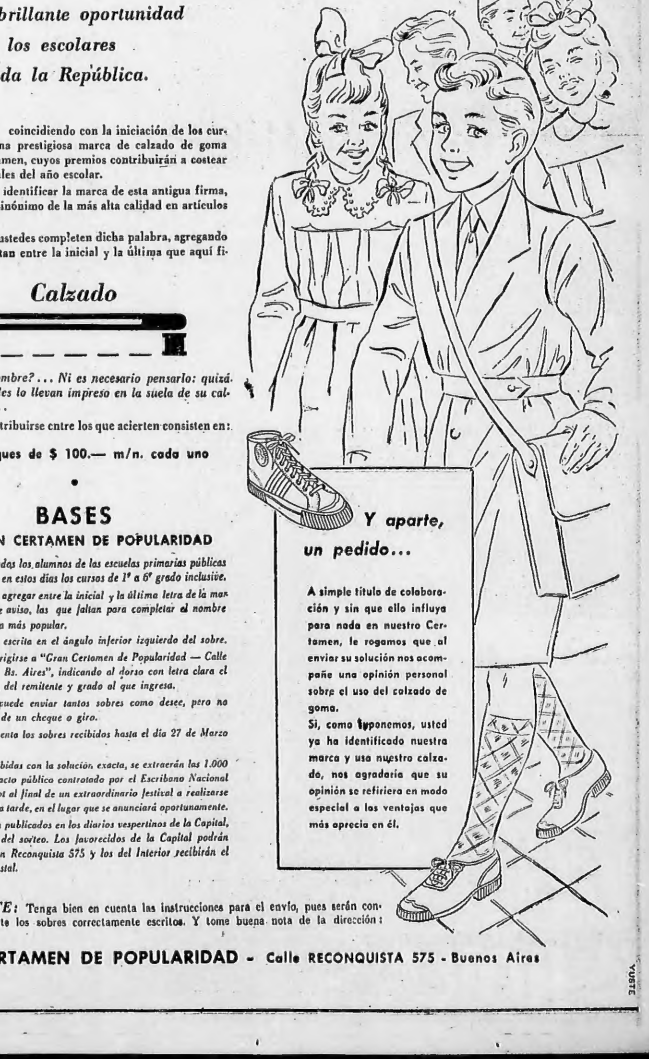 brillante oportunidad
los escolares
da la República.
coincidiendo con la iniciación de los cur-
na prestigiosa marca de calzado de goma
amen, cuyos premios contribuirán a costear
ales del año escolar.
identificar la marca de esta antigua firma,
inónimo de la más alta calidad en artículos
ustedes completen dicha palabra, agregando
tan entre la inicial y la última que aquí fi-
Calzado
mbre?... Ni es necesario pensarlo: quizá-
les lo llevan impreso en la suela de su cal-
tribuirse entre los que acierten consisten en:
ques de $ 100.— m/n. cada uno
BASES
N CERTAMEN DE POPULARIDAD
dos los alumnos de las escuelas primarias públicas
en estos días los cursos de 1º a 6º grado inclusive.
agregar entre la inicial y la última letra de la mar
aviso, las que faltan para completar el nombre
a más popular.
escrita en el ángulo inferior izquierdo del sobre.
irigirse a "Gran Certamen de Popularidad — Calle
Bs. Aires", indicando al dorso con letra clara el
del remitente y grado al que ingresa.
puede enviar tantos sobres como desee, pero no
de un cheque o giro.
enta los sobres recibidos hasta el día 27 de Marzo
bidas con la solución exacta, se extraerán las 1.000
acto público controlado por el Escribano Nacional
ot al final de un extraordinario festival a realizarse
a tarde, en el lugar que se anunciará oportunamente.
publicados en los diarios vespertinos de la Capital,
del sorteo. Los favorecidos de la Capital podrán
n Reconquista 575 y los del Interior recibirán el
stal.
Y aparte,
un pedido...
A simple título de colabora-
ción y sin que ello influya
para nada en nuestro Cer-
tamen, le rogamos que al
enviar su solución nos acom-
pañe una opinión personal
sobre el uso del calzado de
goma.
Si, como suponemos, usted
ya ha identificado nuestra
marca y usa nuestro calza-
do, nos agradaría que su
opinión se refiriera en modo
especial a las ventajas que
más aprecia en él.
TE: Tenga bien en cuenta las instrucciones para el envío, pues serán con-
te los sobres correctamente escritos. Y tome buena nota de la dirección:
RTAMEN DE POPULARIDAD - Calle RECONQUISTA 575 - Buenos Aires
YUSTE